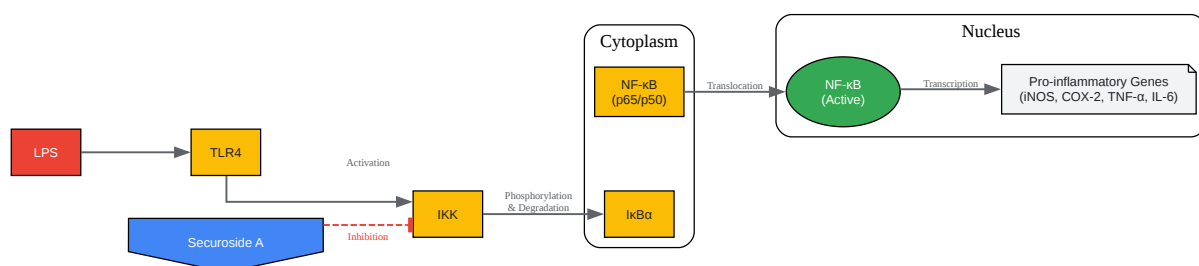 Cytoplasm
Nucleus
NF-κB
(p65/p50)
Translocation
NF-κB
(Active)
Transcription
Pro-inflammatory Genes
(iNOS, COX-2, TNF-α, IL-6)
LPS
TLR4
Activation
IKK
Phosphorylation
& Degradation
IκBα
Securoside A
Inhibition